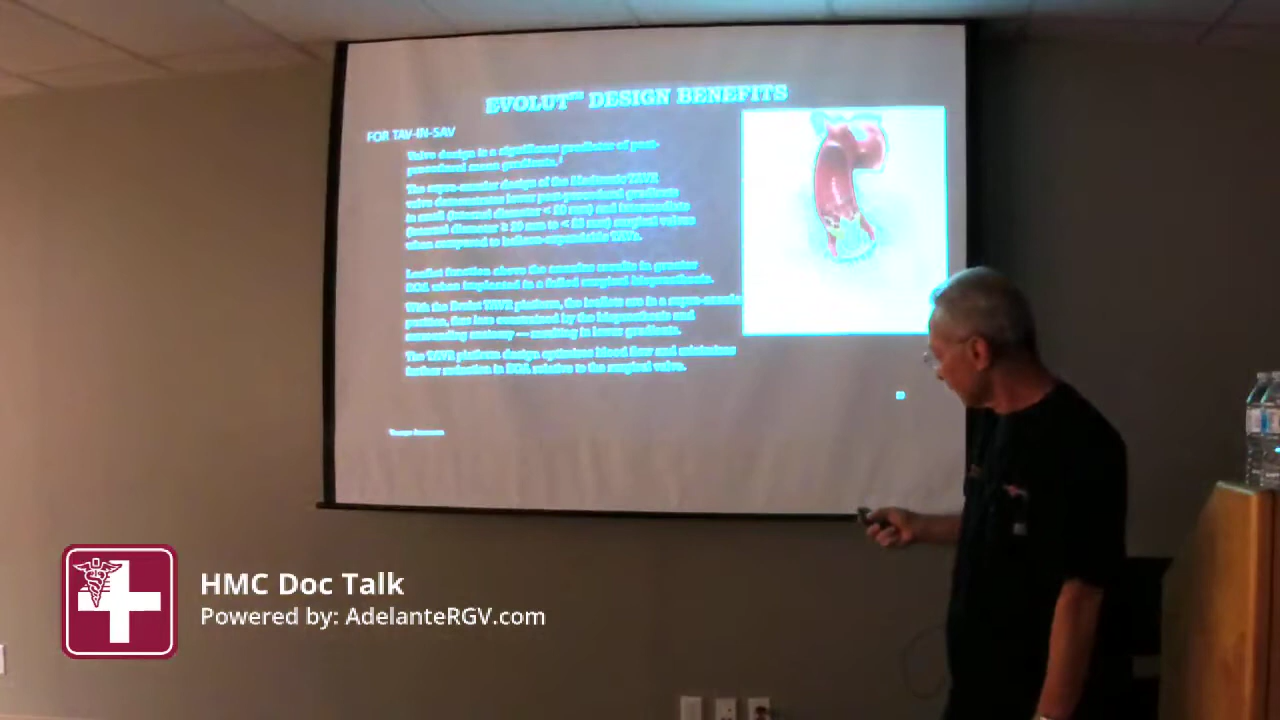 EVOLUT™ DESIGN BENEFITS
FOR TAV-IN-SAV
Valve design is a significant predictor of post-
procedural mean gradients.
The supra-annular design of the Medtronic TAVR
valve demonstrates lower post-procedural gradients
in small (internal diameter < 20 mm) and intermediate
(internal diameter ≥ 20 mm to < 23 mm) surgical valves
when compared to balloon-expandable TAVs.
Leaflet function above the annulus results in greater
EOA when implanted in a failed surgical bioprosthesis.
With the Evolut TAVR platform, the leaflets are in a supra-annular
position, thus less constrained by the bioprosthesis and
surrounding anatomy — resulting in lower gradients.
The TAVR platform design optimizes blood flow and minimizes
further reduction in EOA relative to the surgical valve.
HMC Doc Talk
Powered by: AdelanteRGV.com